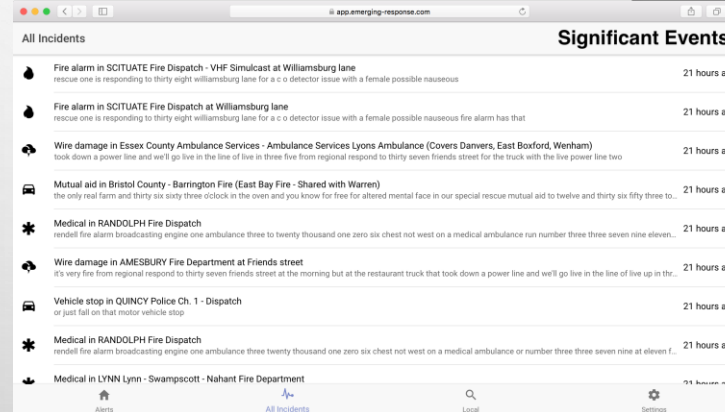 app.emerging-response.com
All Incidents
Significant Events
Fire alarm in SCITUATE Fire Dispatch - VHF Simulcast at Williamsburg lane
rescue one is responding to thirty eight williamsburg lane for a c o detector issue with a female possible nauseous
21 hours a
Fire alarm in SCITUATE Fire Dispatch at Williamsburg lane
rescue one is responding to thirty eight williamsburg lane for a c o detector issue with a female possible nauseous fire alarm has that
21 hours a
Wire damage in Essex County Ambulance Services - Ambulance Services Lyons Ambulance (Covers Danvers, East Boxford, Wenham)
took down a power line and we'll go live in the line of live in three five from regional respond to thirty seven friends street for the truck with the live power line two
21 hours a
Mutual aid in Bristol County - Barrington Fire (East Bay Fire - Shared with Warren)
the only real farm and thirty six sixty three o'clock in the oven and you know for free for altered mental face in our special rescue mutual aid to twelve and thirty six fifty three to...
21 hours a
Medical in RANDOLPH Fire Dispatch
rendell fire alarm broadcasting engine one ambulance three to twenty thousand one zero six chest not west on a medical ambulance run number three three seven nine eleven...
21 hours a
Wire damage in AMESBURY Fire Department at Friends street
it's very fire from regional respond to thirty seven friends street at the morning but at the restaurant truck that took down a power line and we'll go live in the line of live up in thr...
21 hours a
Vehicle stop in QUINCY Police Ch. 1 - Dispatch
or just fall on that motor vehicle stop
21 hours a
Medical in RANDOLPH Fire Dispatch
rendell fire alarm broadcasting engine one ambulance three twenty thousand one zero six chest not west on a medical ambulance or number three three seven nine at eleven f...
21 hours a
Medical in LYNN Lynn - Swampscott - Nahant Fire Department
21 hours a
Alerts
All Incidents
Local
Settings